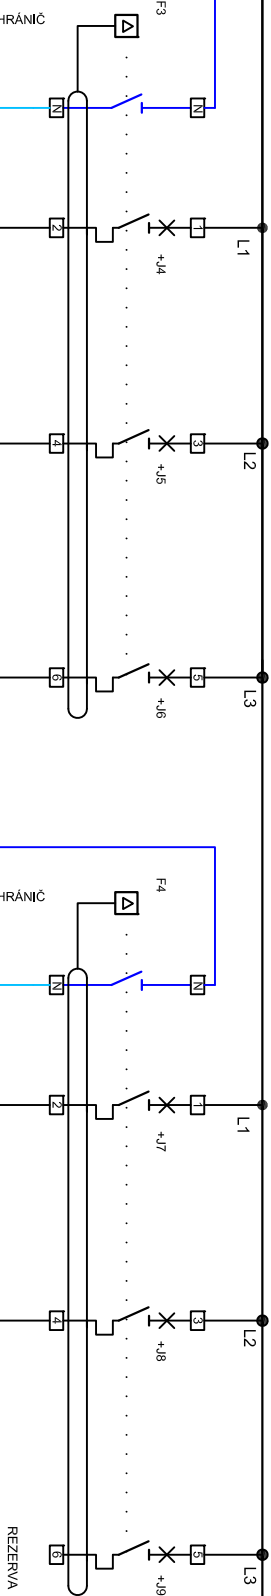 HRÁNIČ
F3
N
N
2
+J4
1
L1
4
+J5
3
L2
6
+J6
5
L3
HRÁNIČ
F4
N
N
2
+J7
1
L1
4
+J8
3
L2
6
+J9
5
L3
REZERVA